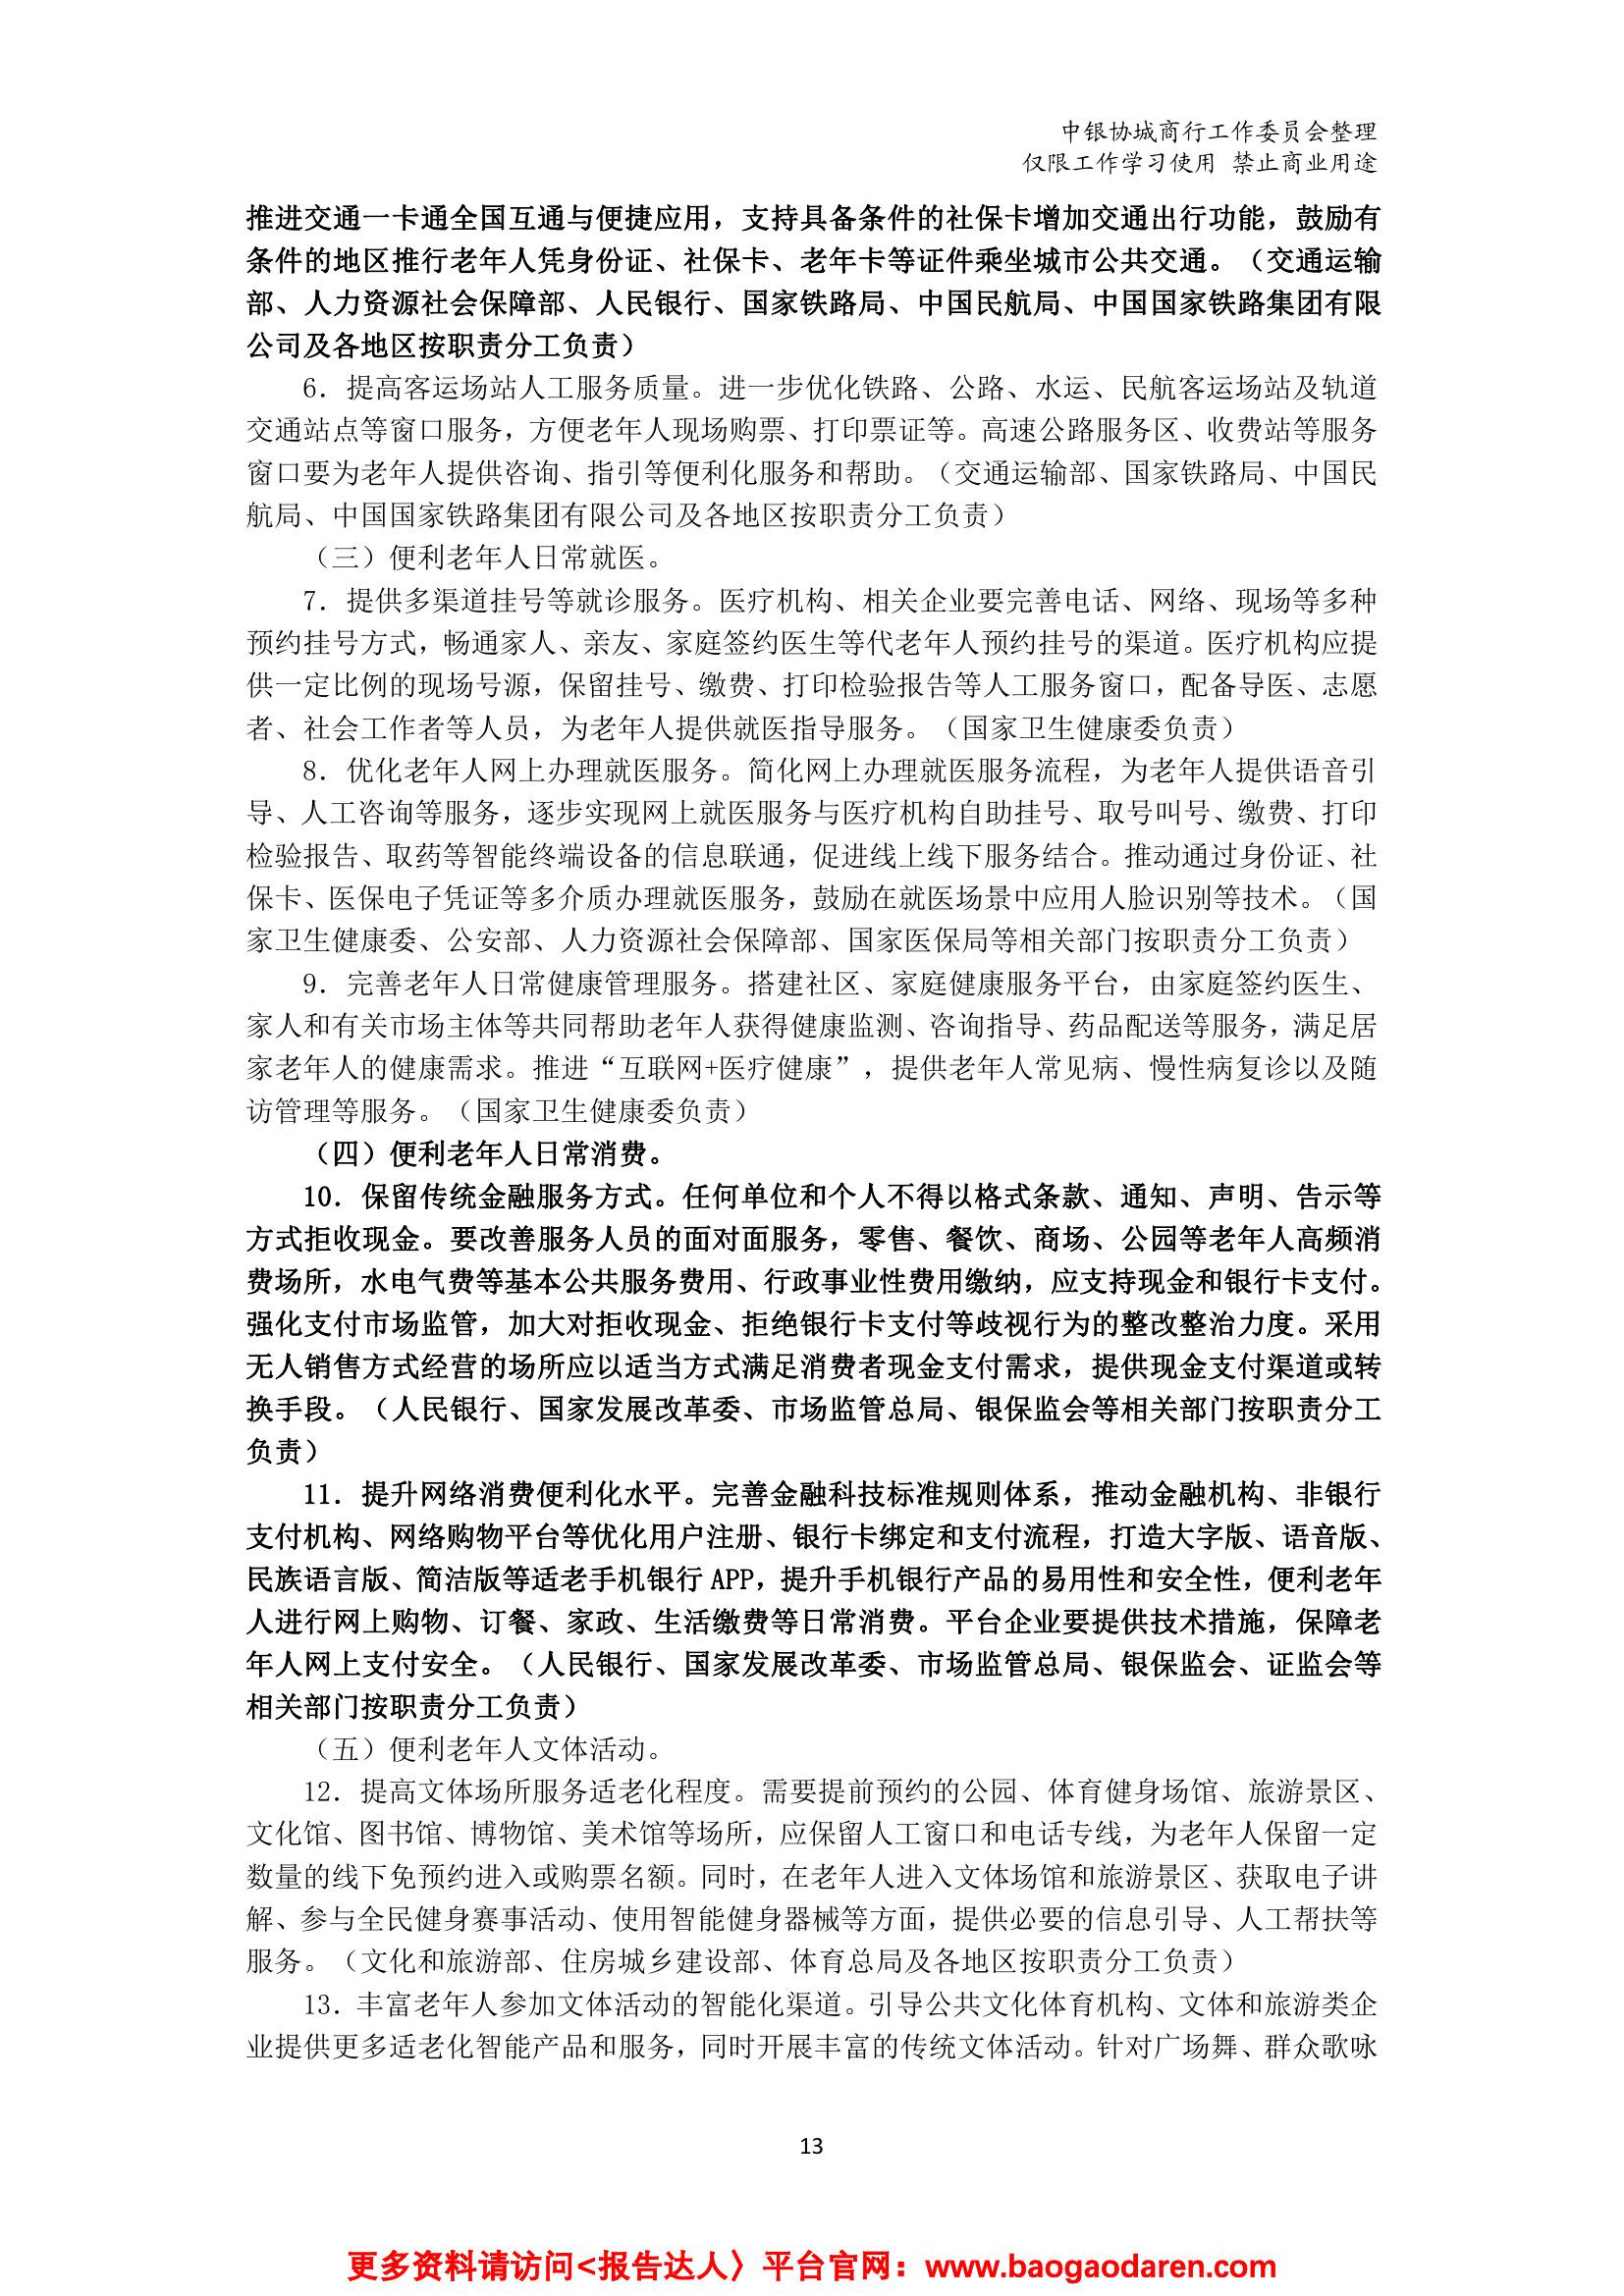 中银协城商行工作委员会整理
仅限工作学习使用 禁止商业用途
推进交通一卡通全国互通与便捷应用，支持具备条件的社保卡增加交通出行功能，鼓励有
条件的地区推行老年人凭身份证、社保卡、老年卡等证件乘坐城市公共交通。（交通运输
部、人力资源社会保障部、人民银行、国家铁路局、中国民航局、中国国家铁路集团有限
公司及各地区按职责分工负责）
6．提高客运场站人工服务质量。进一步优化铁路、公路、水运、民航客运场站及轨道
交通站点等窗口服务，方便老年人现场购票、打印票证等。高速公路服务区、收费站等服务
窗口要为老年人提供咨询、指引等便利化服务和帮助。（交通运输部、国家铁路局、中国民
航局、中国国家铁路集团有限公司及各地区按职责分工负责）
（三）便利老年人日常就医。
7．提供多渠道挂号等就诊服务。医疗机构、相关企业要完善电话、网络、现场等多种
预约挂号方式，畅通家人、亲友、家庭签约医生等代老年人预约挂号的渠道。医疗机构应提
供一定比例的现场号源，保留挂号、缴费、打印检验报告等人工服务窗口，配备导医、志愿
者、社会工作者等人员，为老年人提供就医指导服务。（国家卫生健康委负责）
8．优化老年人网上办理就医服务。简化网上办理就医服务流程，为老年人提供语音引
导、人工咨询等服务，逐步实现网上就医服务与医疗机构自助挂号、取号叫号、缴费、打印
检验报告、取药等智能终端设备的信息联通，促进线上线下服务结合。推动通过身份证、社
保卡、医保电子凭证等多介质办理就医服务，鼓励在就医场景中应用人脸识别等技术。（国
家卫生健康委、公安部、人力资源社会保障部、国家医保局等相关部门按职责分工负责）
9．完善老年人日常健康管理服务。搭建社区、家庭健康服务平台，由家庭签约医生、
家人和有关市场主体等共同帮助老年人获得健康监测、咨询指导、药品配送等服务，满足居
家老年人的健康需求。推进“互联网+医疗健康”，提供老年人常见病、慢性病复诊以及随
访管理等服务。（国家卫生健康委负责）
（四）便利老年人日常消费。
10．保留传统金融服务方式。任何单位和个人不得以格式条款、通知、声明、告示等
方式拒收现金。要改善服务人员的面对面服务，零售、餐饮、商场、公园等老年人高频消
费场所，水电气费等基本公共服务费用、行政事业性费用缴纳，应支持现金和银行卡支付。
强化支付市场监管，加大对拒收现金、拒绝银行卡支付等歧视行为的整改整治力度。采用
无人销售方式经营的场所应以适当方式满足消费者现金支付需求，提供现金支付渠道或转
换手段。（人民银行、国家发展改革委、市场监管总局、银保监会等相关部门按职责分工
负责）
11．提升网络消费便利化水平。完善金融科技标准规则体系，推动金融机构、非银行
支付机构、网络购物平台等优化用户注册、银行卡绑定和支付流程，打造大字版、语音版、
民族语言版、简洁版等适老手机银行 APP，提升手机银行产品的易用性和安全性，便利老年
人进行网上购物、订餐、家政、生活缴费等日常消费。平台企业要提供技术措施，保障老
年人网上支付安全。（人民银行、国家发展改革委、市场监管总局、银保监会、证监会等
相关部门按职责分工负责）
（五）便利老年人文体活动。
12．提高文体场所服务适老化程度。需要提前预约的公园、体育健身场馆、旅游景区、
文化馆、图书馆、博物馆、美术馆等场所，应保留人工窗口和电话专线，为老年人保留一定
数量的线下免预约进入或购票名额。同时，在老年人进入文体场馆和旅游景区、获取电子讲
解、参与全民健身赛事活动、使用智能健身器械等方面，提供必要的信息引导、人工帮扶等
服务。（文化和旅游部、住房城乡建设部、体育总局及各地区按职责分工负责）
13．丰富老年人参加文体活动的智能化渠道。引导公共文化体育机构、文体和旅游类企
业提供更多适老化智能产品和服务，同时开展丰富的传统文体活动。针对广场舞、群众歌咏
13
更多资料请访问<报告达人〉平台官网：www.baogaodaren.com